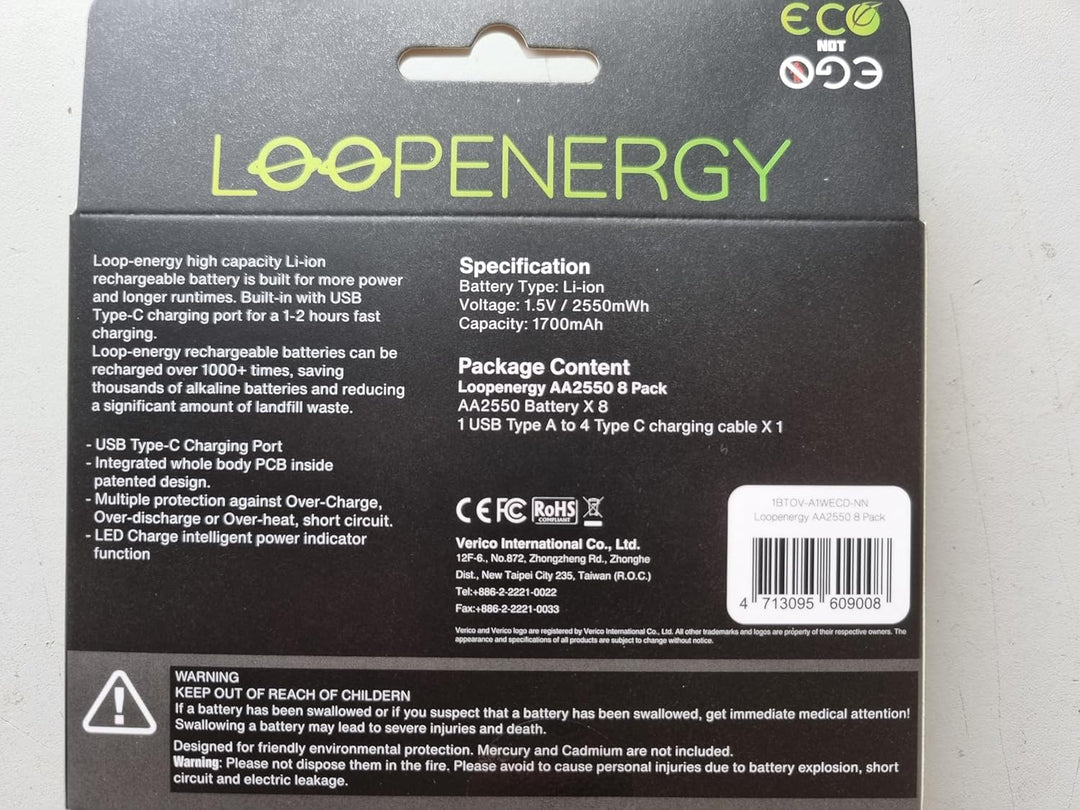 ECO
NOT
EGO
LOOPENERGY
Loop-energy high capacity Li-ion
rechargeable battery is built for more power
and longer runtimes. Built-in with USB
Type-C charging port for a 1-2 hours fast
charging.
Loop-energy rechargeable batteries can be
recharged over 1000+ times, saving
thousands of alkaline batteries and reducing
a significant amount of landfill waste.
- USB Type-C Charging Port
- Integrated whole body PCB inside
patented design.
- Multiple protection against Over-Charge,
Over-discharge or Over-heat, short circuit.
- LED Charge intelligent power indicator
function
Specification
Battery Type: Li-ion
Voltage: 1.5V / 2550mWh
Capacity: 1700mAh
Package Content
Loopenergy AA2550 8 Pack
AA2550 Battery X 8
1 USB Type A to 4 Type C charging cable X 1
CE FC RoHS
COMPLIANT
Verico International Co., Ltd.
12F-6., No.872, Zhongzheng Rd., Zhonghe
Dist., New Taipei City 235, Taiwan (R.O.C.)
Tel:+886-2-2221-0022
Fax:+886-2-2221-0033
Verico and Verico logo are registered by Verico International Co., Ltd. All other trademarks and logos are property of their respective owners. The
appearance and specifications of all products are subject to change without notice.
1BTOV-A1WECD-NN
Loopenergy AA2550 8 Pack
4 713095 609008
WARNING
KEEP OUT OF REACH OF CHILDERN
If a battery has been swallowed or if you suspect that a battery has been swallowed, get immediate medical attention!
Swallowing a battery may lead to severe injuries and death.
Designed for friendly environmental protection. Mercury and Cadmium are not included.
Warning: Please not dispose them in the fire. Please avoid to cause personal injuries due to battery explosion, short
circuit and electric leakage.